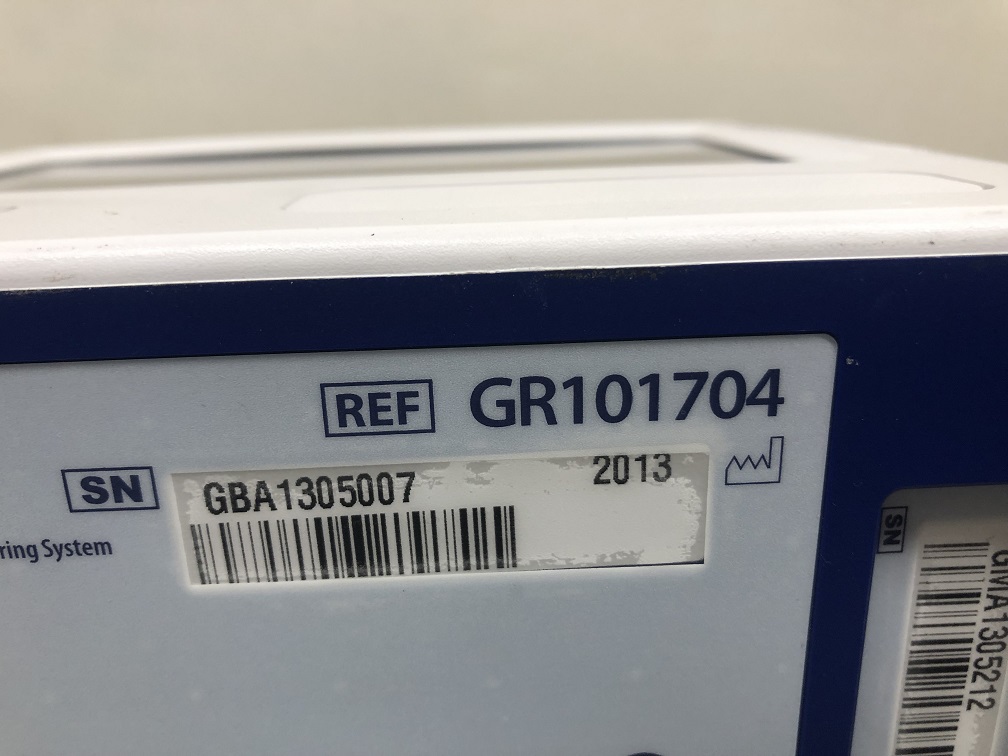 REF GR101704
SN GBA1305007 2013
ring System
SN
GMA1305212